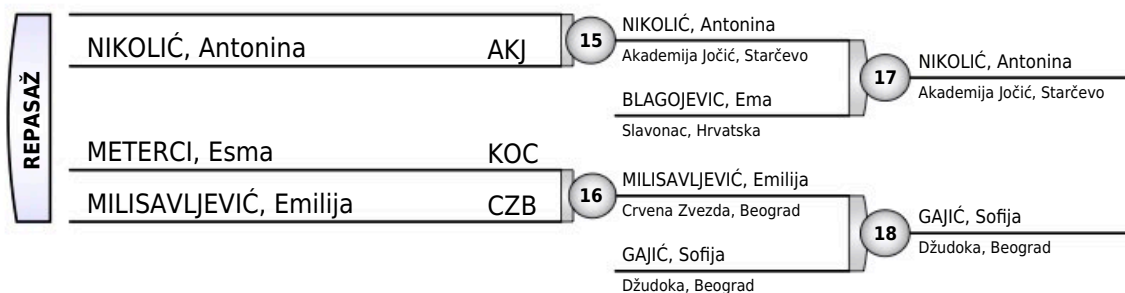 REPASAŽ
NIKOLIĆ, Antonina AKJ
METERCI, Esma KOC
MILISAVLJEVIĆ, Emilija CZB
15
16
NIKOLIĆ, Antonina
Akademija Jočić, Starčevo
BLAGOJEVIC, Ema
Slavonac, Hrvatska
MILISAVLJEVIĆ, Emilija
Crvena Zvezda, Beograd
GAJIĆ, Sofija
Džudoka, Beograd
17
18
NIKOLIĆ, Antonina
Akademija Jočić, Starčevo
GAJIĆ, Sofija
Džudoka, Beograd